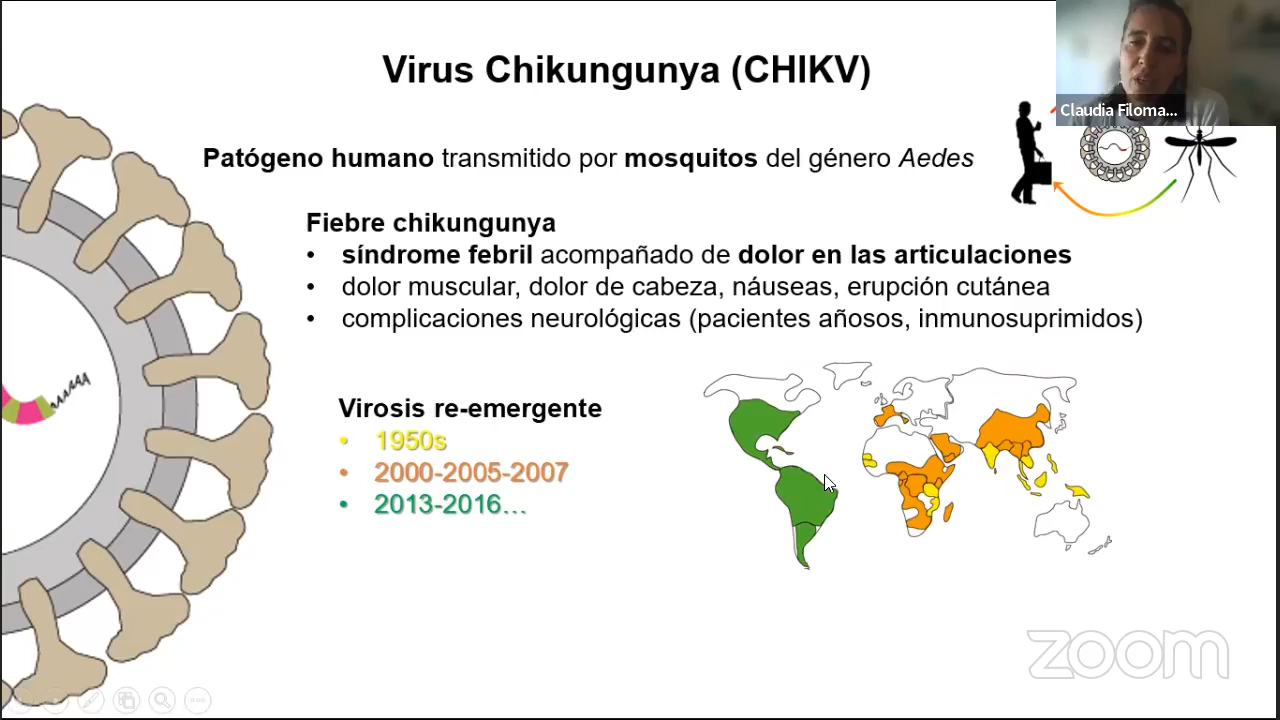 Virus Chikungunya (CHIKV)
Claudia Filoma...
Patógeno humano transmitido por mosquitos del género Aedes
Fiebre chikungunya
• síndrome febril acompañado de dolor en las articulaciones
• dolor muscular, dolor de cabeza, náuseas, erupción cutánea
• complicaciones neurológicas (pacientes añosos, inmunosuprimidos)
Virosis re-emergente
• 1950s
• 2000-2005-2007
• 2013-2016...
zoom